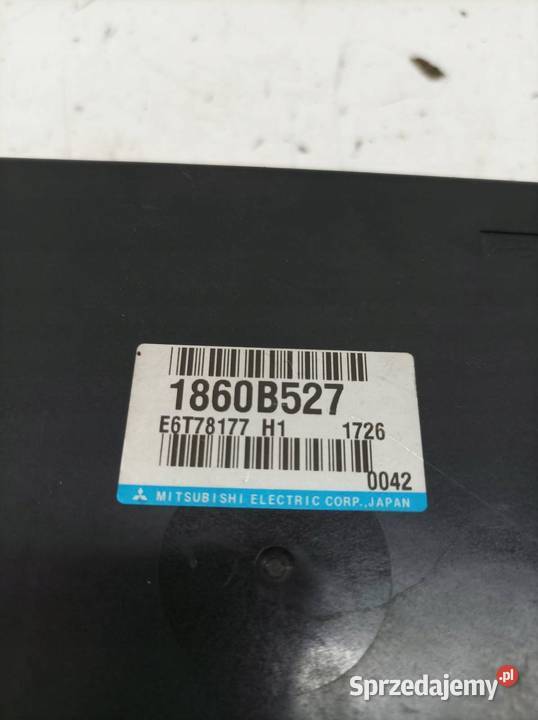 1860B527
E6T78177 H1 1726
0042
MITSUBISHI ELECTRIC CORP.,JAPAN
Sprzedajemy.pl